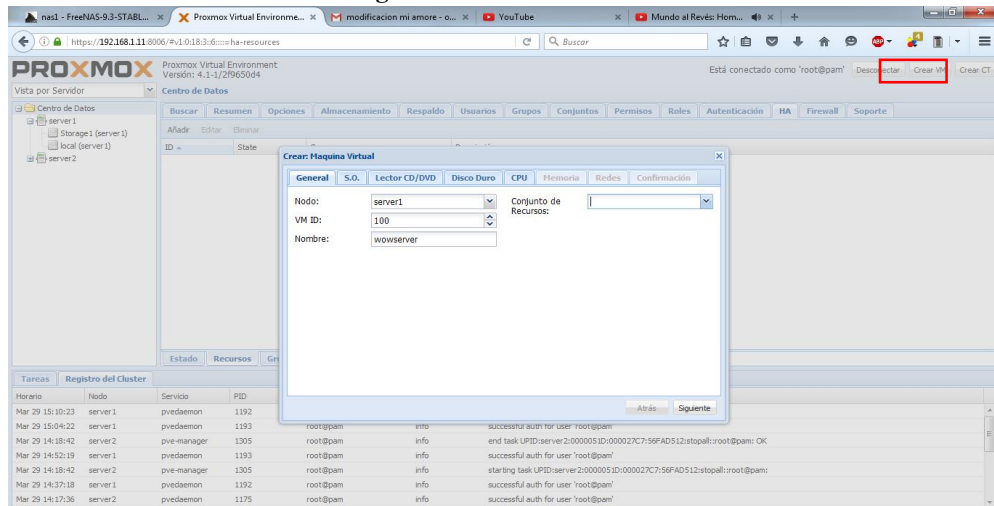 nas1 - FreeNAS-9.3-STABL... Proxmox Virtual Environme... modificacion mi amore - o... YouTube Mundo al Revés: Hom...
https://192.168.1.11:8006/#v1:0:18:3::6:::::=ha-resources Buscar
PROXMOX Proxmox Virtual Environment
Versión: 4.1-1/2f9650d4
Está conectado como 'root@pam' Desconectar Crear VM Crear CT
Vista por Servidor Centro de Datos
Centro de Datos
server1
Storage1 (server1)
local (server1)
server2
Buscar Resumen Opciones Almacenamiento Respaldo Usuarios Grupos Conjuntos Permisos Roles Autenticación HA Firewall Soporte
Añadir Editar Eliminar
ID State
Crear: Maquina Virtual
General S.O. Lector CD/DVD Disco Duro CPU Memoria Redes Confirmación
Nodo: server1 Conjunto de
Recursos:
VM ID: 100
Nombre: wowserver
Atrás Siguiente
Estado Recursos
Tareas Registro del Cluster
Horario Nodo Servicio PID
Mar 29 15:10:23 server1 pvedaemon 1192
Mar 29 15:04:22 server1 pvedaemon 1193 root@pam info successful auth for user 'root@pam'
Mar 29 14:18:42 server2 pve-manager 1305 root@pam info end task UPID:server2:0000051D:000027C7:56FAD512:stopall::root@pam: OK
Mar 29 14:52:19 server1 pvedaemon 1193 root@pam info successful auth for user 'root@pam'
Mar 29 14:18:42 server2 pve-manager 1305 root@pam info starting task UPID:server2:0000051D:000027C7:56FAD512:stopall::root@pam:
Mar 29 14:37:18 server1 pvedaemon 1192 root@pam info successful auth for user 'root@pam'
Mar 29 14:17:36 server2 pvedaemon 1175 root@pam info successful auth for user 'root@pam'